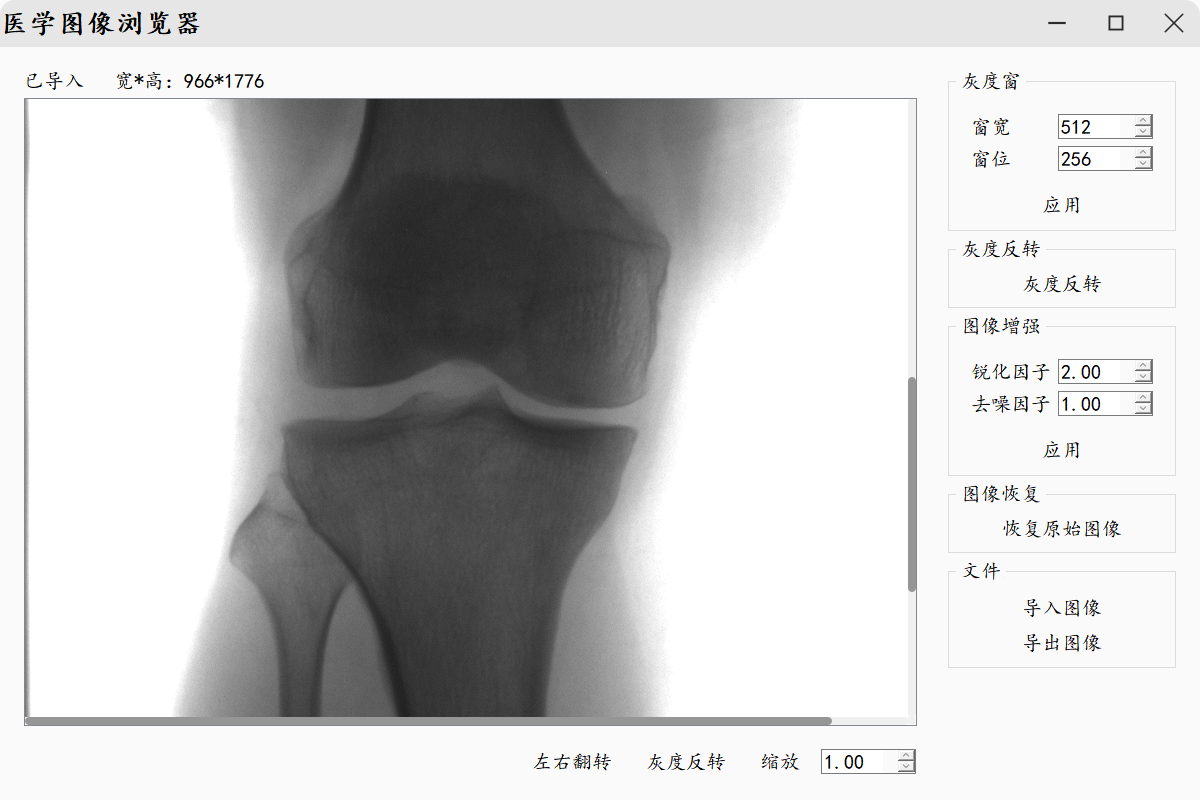 医学图像浏览器
已导入 宽*高: 966*1776
灰度窗
窗宽 512
窗位 256
应用
灰度反转
灰度反转
图像增强
锐化因子 2.00
去噪因子 1.00
应用
图像恢复
恢复原始图像
文件
导入图像
导出图像
左右翻转 灰度反转 缩放 1.00